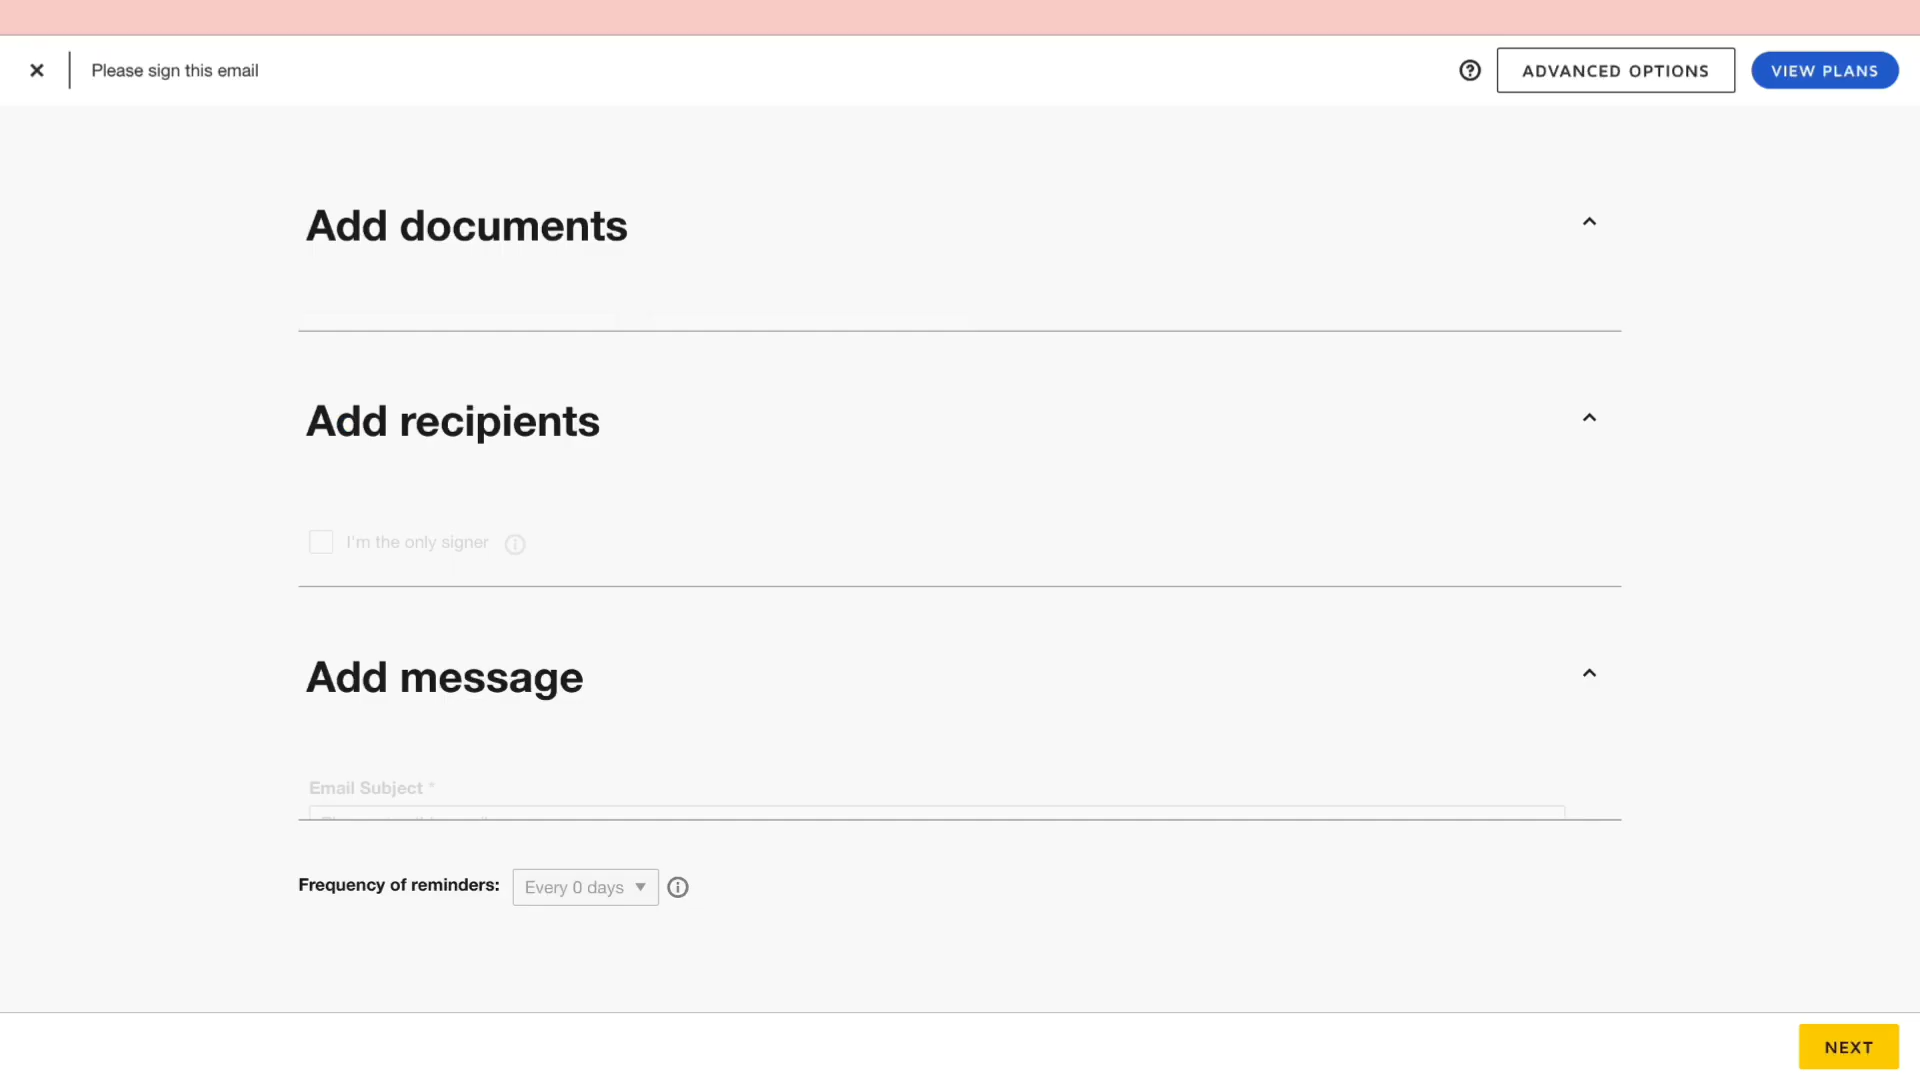 Please sign this email
ADVANCED OPTIONS
VIEW PLANS
Add documents
Add recipients
I'm the only signer
Add message
Email Subject *
Frequency of reminders:
Every 0 days
NEXT